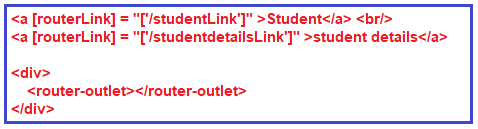 <a [routerLink] = "['/studentLink']" >Student</a> <br/>
<a [routerLink] = "['/studentdetailsLink']" >student details</a>
<div>
<router-outlet></router-outlet>
</div>